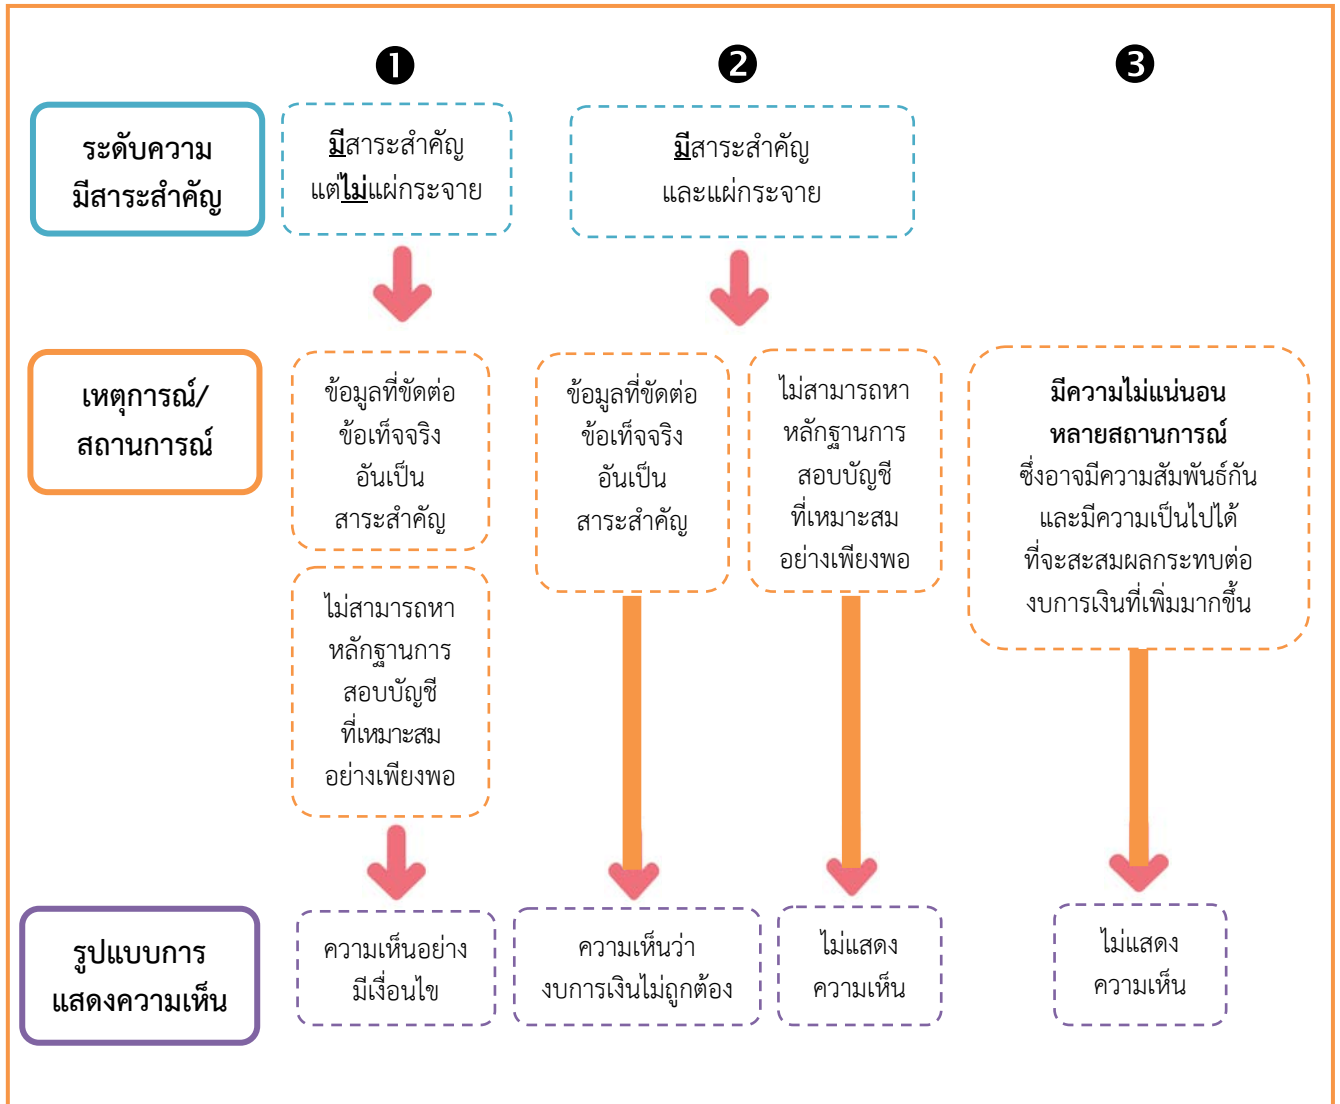 ❶
❷
❸
ระดับความ
มีสาระสำคัญ
มีสาระสำคัญ
แต่ไม่แผ่กระจาย
มีสาระสำคัญ
และแผ่กระจาย
เหตุการณ์/
สถานการณ์
ข้อมูลที่ขัดต่อ
ข้อเท็จจริง
อันเป็น
สาระสำคัญ
ไม่สามารถหา
หลักฐานการ
สอบบัญชี
ที่เหมาะสม
อย่างเพียงพอ
ข้อมูลที่ขัดต่อ
ข้อเท็จจริง
อันเป็น
สาระสำคัญ
ไม่สามารถหา
หลักฐานการ
สอบบัญชี
ที่เหมาะสม
อย่างเพียงพอ
มีความไม่แน่นอน
หลายสถานการณ์
ซึ่งอาจมีความสัมพันธ์กัน
และมีความเป็นไปได้
ที่จะสะสมผลกระทบต่อ
งบการเงินที่เพิ่มมากขึ้น
รูปแบบการ
แสดงความเห็น
ความเห็นอย่าง
มีเงื่อนไข
ความเห็นว่า
งบการเงินไม่ถูกต้อง
ไม่แสดง
ความเห็น
ไม่แสดง
ความเห็น